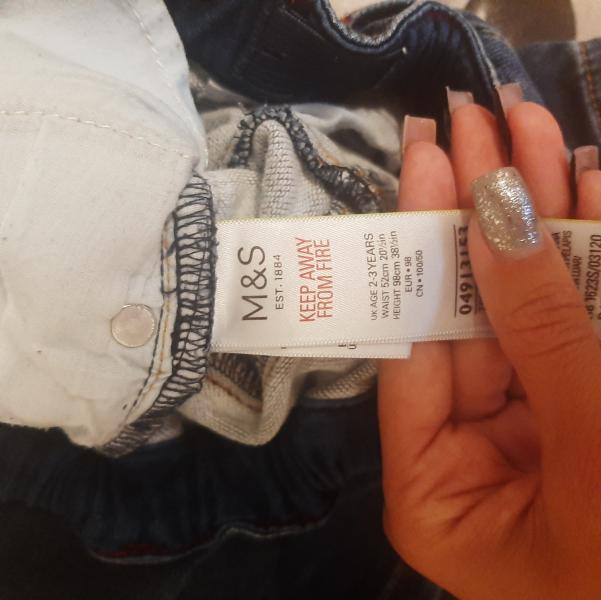 M&S
EST. 1884
KEEP AWAY
FROM FIRE
UK AGE 2-3 YEARS
WAIST 52cm 20½in
HEIGHT 98cm 38½in
EUR • 98
CN • 100/50